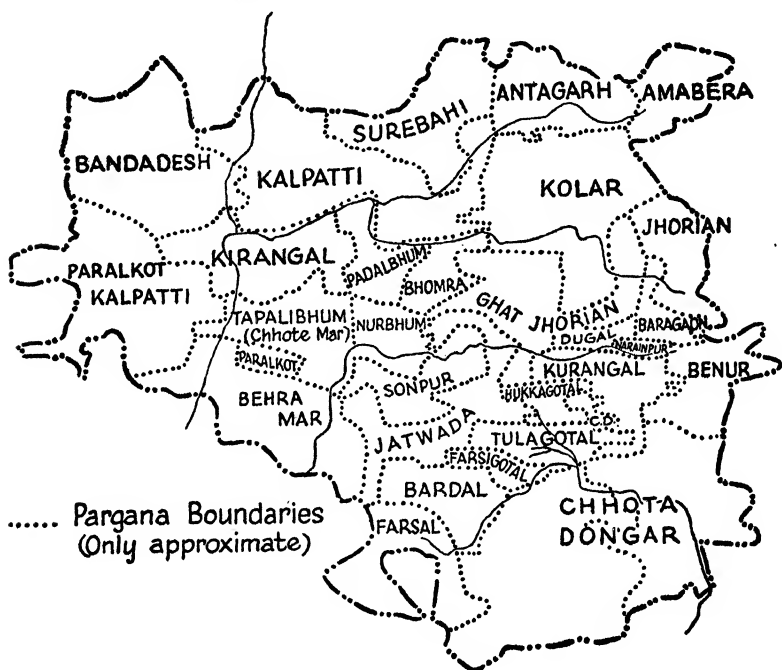 ANTAGARH
AMABERA
SUREBAHI
BANDADESH
KALPATTI
KOLAR
JHORIAN
KIRANGAL
PADALBHUM
PARALKOT
KALPATTI
BHOMRA
GHAT JHORIAN
TAPALIBHUM
(Chhote Mar)
NURBHUM
DUGAL
BARAGAON
NARAINPUR
PARALKOT
KURANGAL
BENUR
SONPUR
HUKKAGOTAL
BEHRA
MAR
C.D.
JATWADA
TULAGOTAL
FARSIGOTAL
BARDAL
CHHOTA
DONGAR
Pargana Boundaries
(Only approximate)
FARSAL